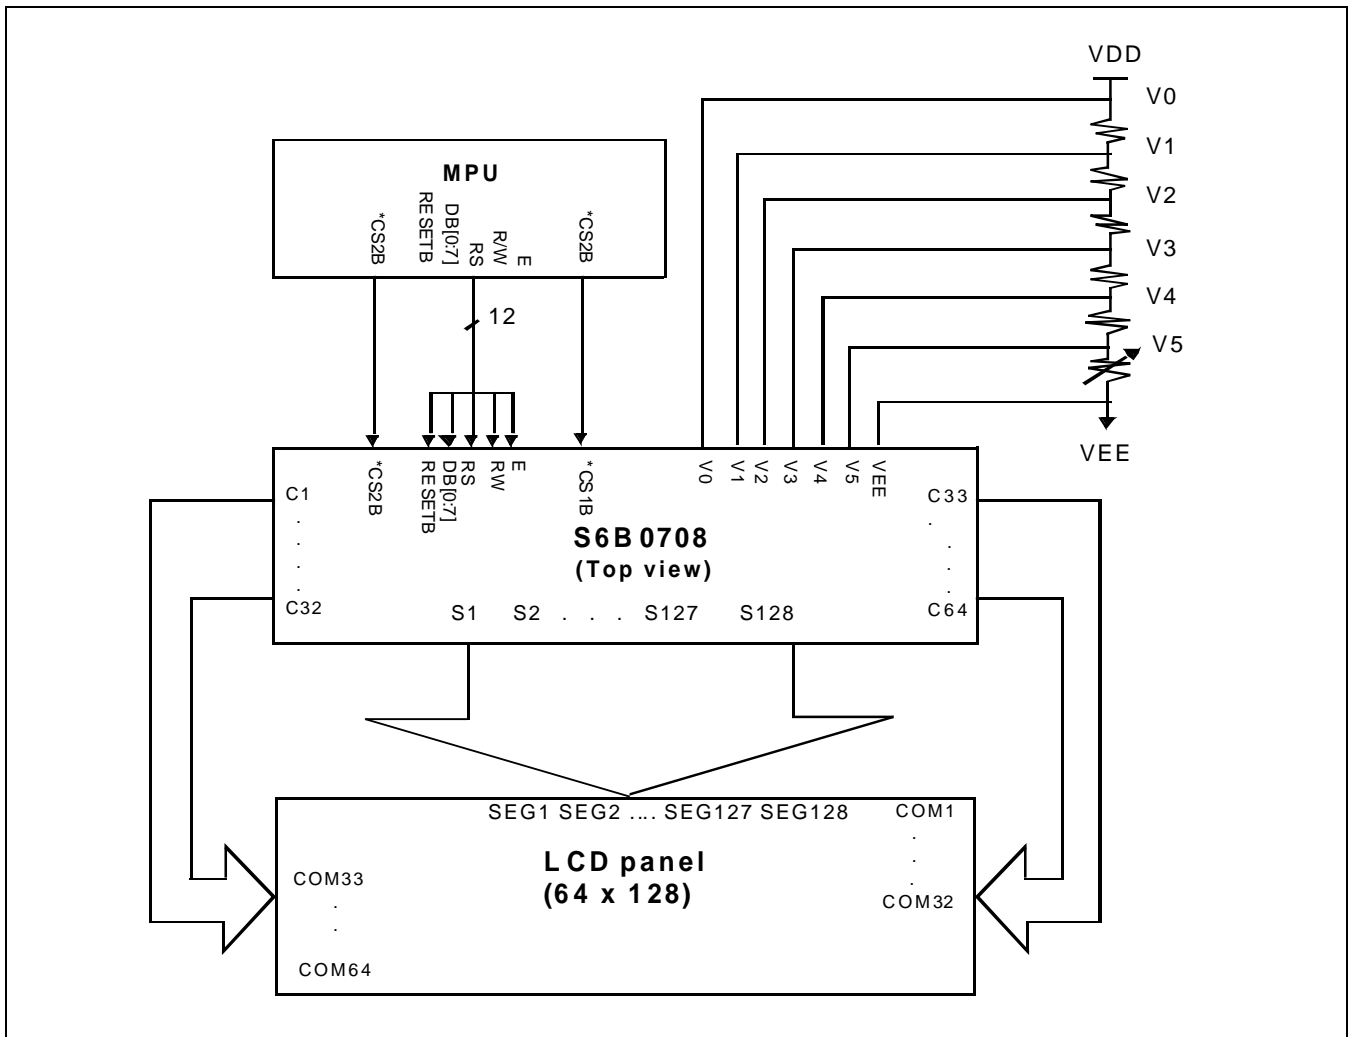 VDD
V0
V1
V2
V3
V4
V5
VEE
MPU
*CS2B
RESETB
DB[0:7]
RS
R/W
E
*CS2B
12
*CS2B
RESETB
DB[0:7]
RS
RW
E
*CS1B
V0
V1
V2
V3
V4
V5
VEE
C1
.
.
.
.
C32
C33
.
.
.
.
C64
S6B0708
(Top view)
S1 S2 . . . S127 S128
SEG1 SEG2 .... SEG127 SEG128
COM1
.
.
.
COM32
LCD panel
(64 x 128)
COM33
.
.
COM64